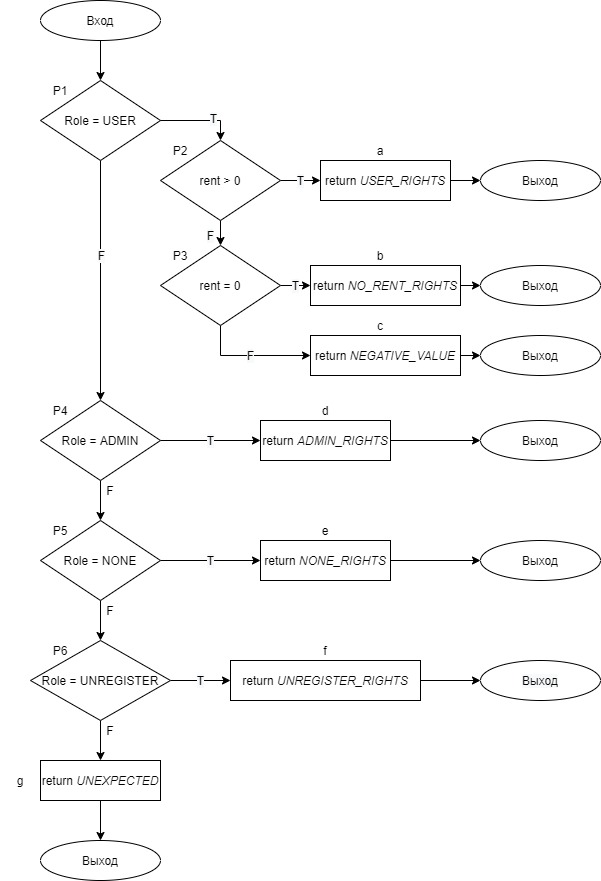 Вход
P1
Role = USER
T
P2
a
rent > 0
T
return USER_RIGHTS
Выход
F
P3
b
F
rent = 0
T
return NO_RENT_RIGHTS
Выход
c
F
return NEGATIVE_VALUE
Выход
P4
d
Role = ADMIN
T
return ADMIN_RIGHTS
Выход
F
P5
e
Role = NONE
T
return NONE_RIGHTS
Выход
F
P6
f
Role = UNREGISTER
T
return UNREGISTER_RIGHTS
Выход
F
g
return UNEXPECTED
Выход